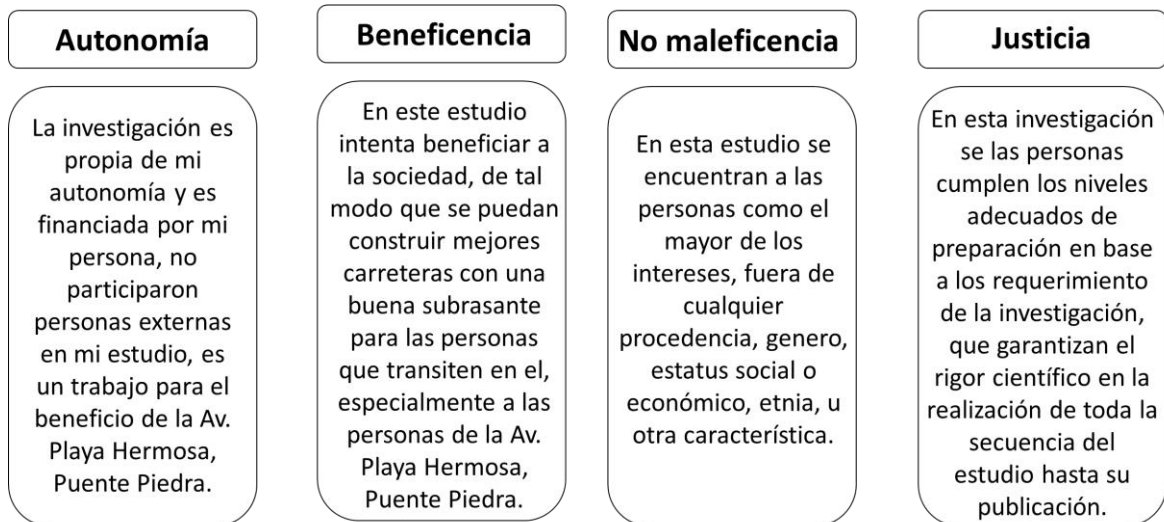 Autonomía
La investigación es
propia de mi
autonomía y es
financiada por mi
persona, no
participaron
personas externas
en mi estudio, es
un trabajo para el
beneficio de la Av.
Playa Hermosa,
Puente Piedra.
Beneficencia
En este estudio
intenta beneficiar a
la sociedad, de tal
modo que se puedan
construir mejores
carreteras con una
buena subrasante
para las personas
que transiten en el,
especialmente a las
personas de la Av.
Playa Hermosa,
Puente Piedra.
No maleficencia
En esta estudio se
encuentran a las
personas como el
mayor de los
intereses, fuera de
cualquier
procedencia, genero,
estatus social o
económico, etnia, u
otra característica.
Justicia
En esta investigación
se las personas
cumplen los niveles
adecuados de
preparación en base
a los requerimiento
de la investigación,
que garantizan el
rigor científico en la
realización de toda la
secuencia del
estudio hasta su
publicación.